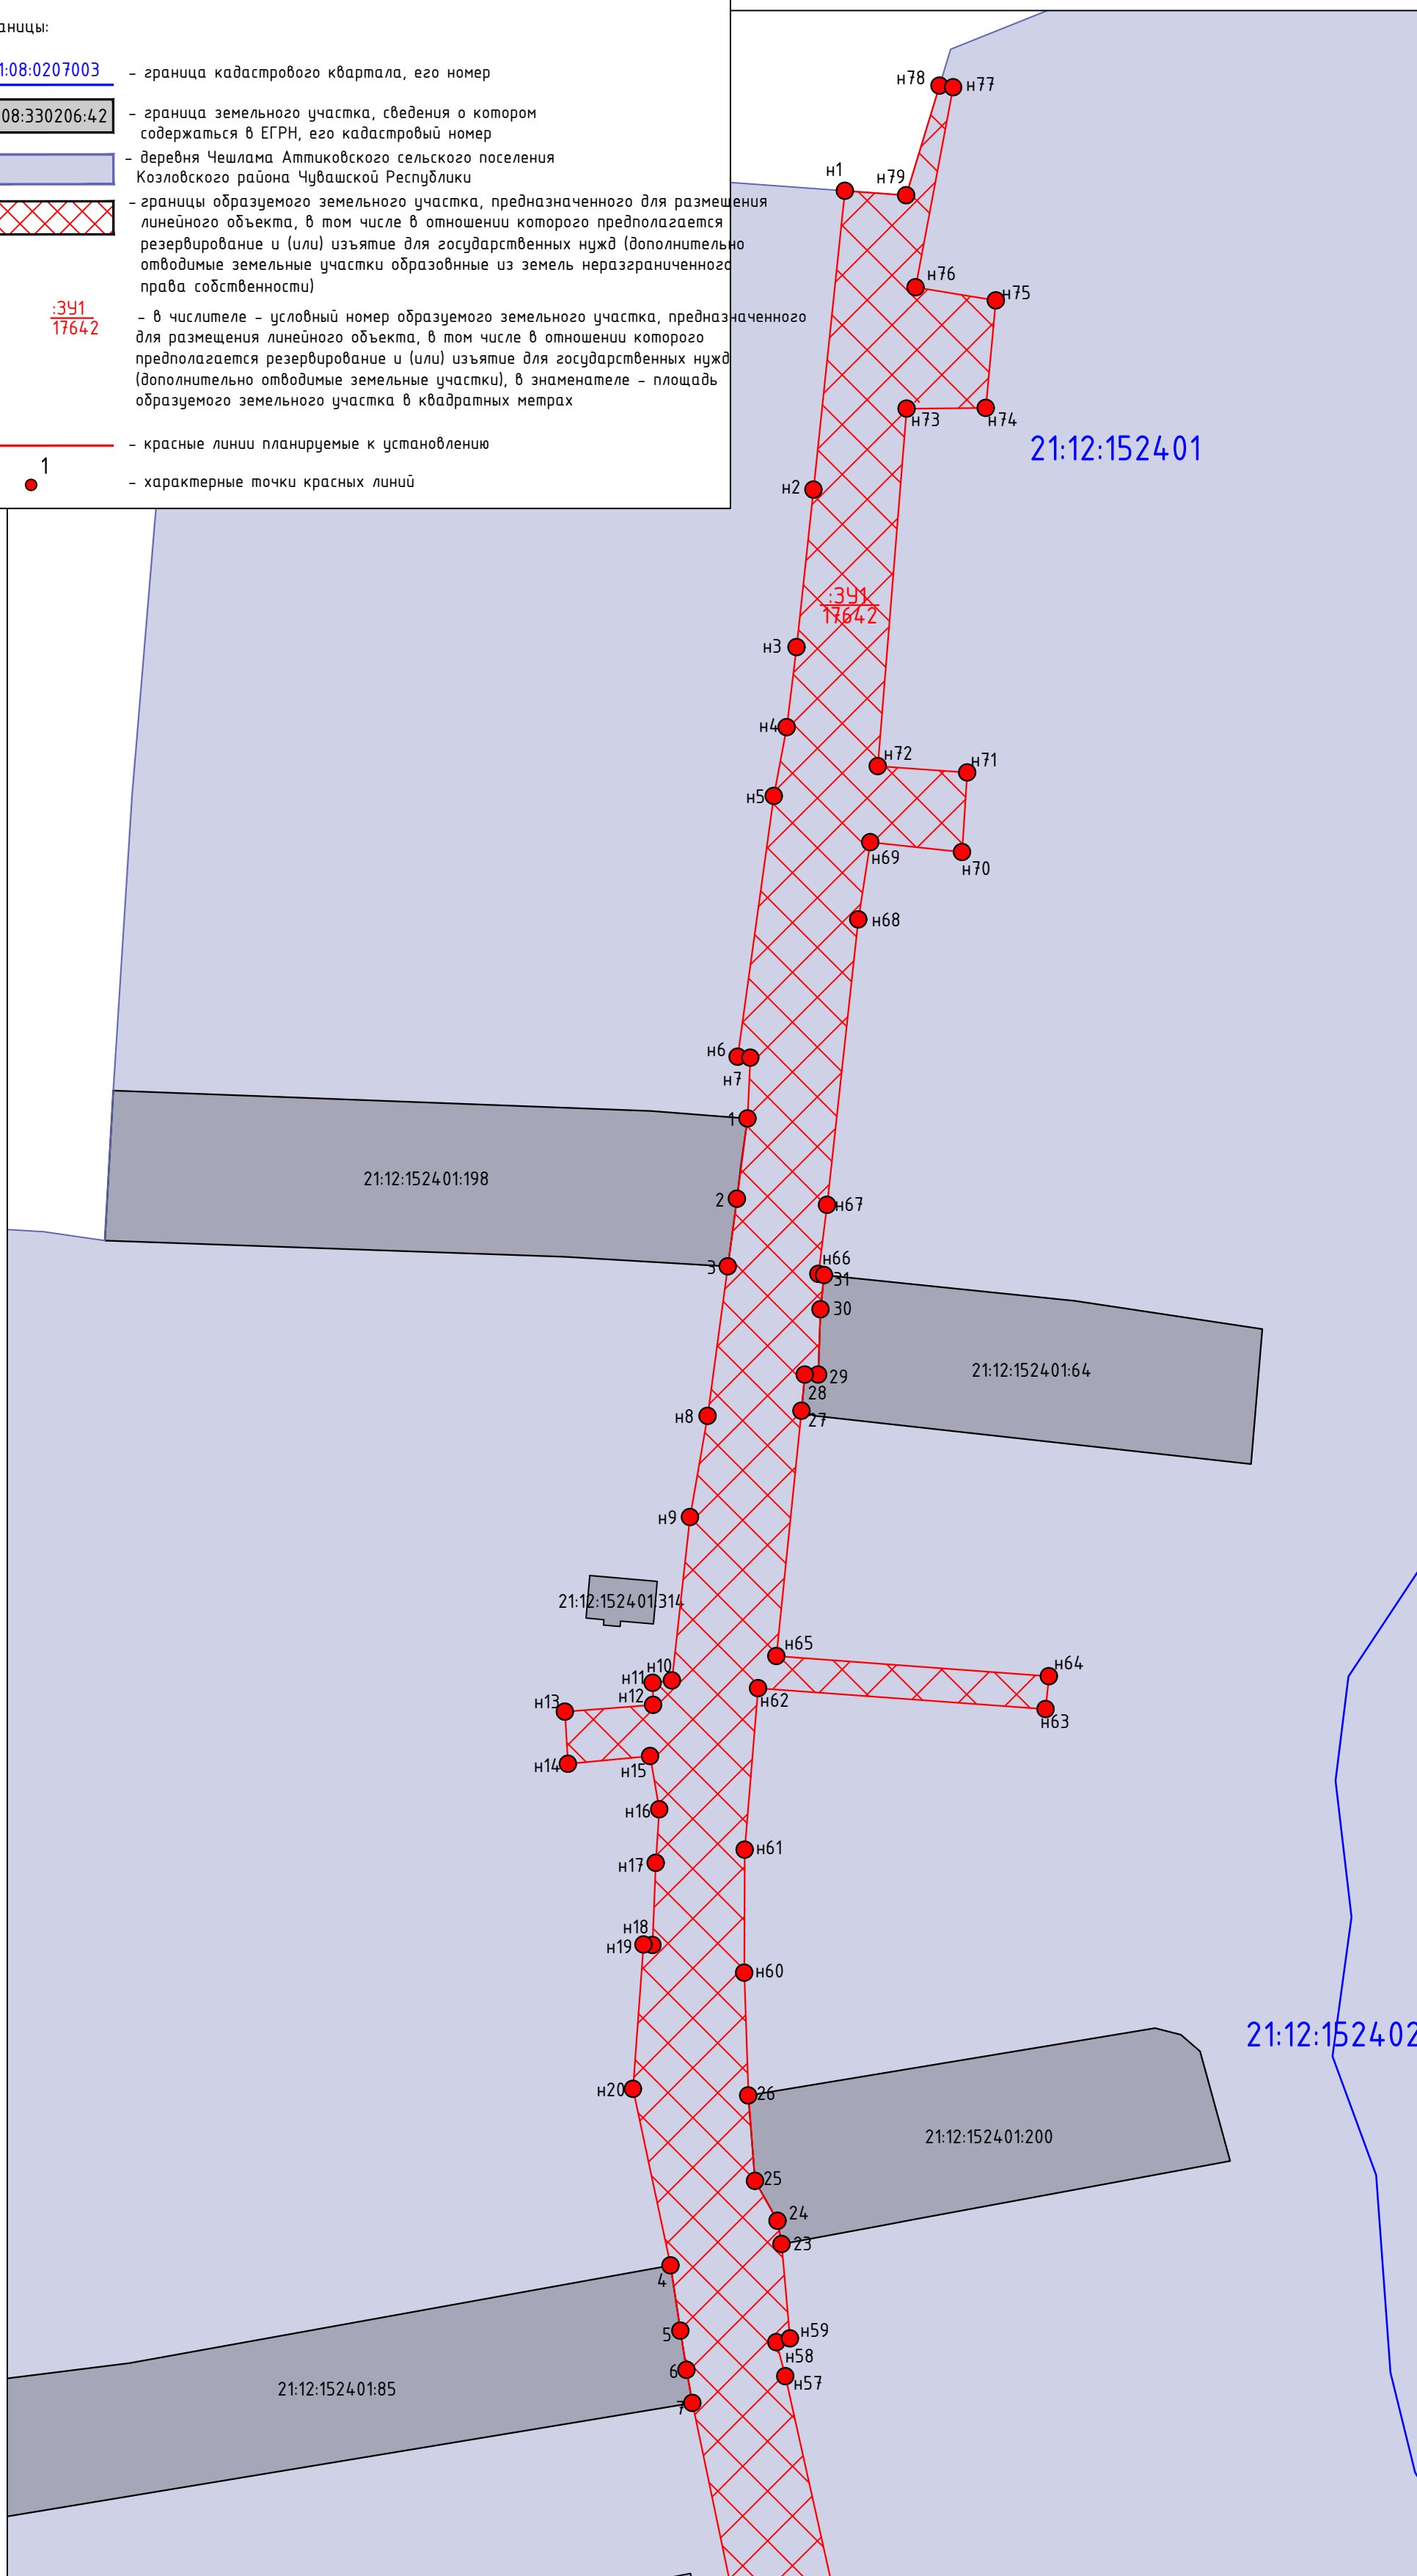 аницы:
1:08:0207003
- граница кадастрового квартала, его номер
08:330206:42
- граница земельного участка, сведения о котором
содержаться в ЕГРН, его кадастровый номер
- деревня Чешлама Аттиковского сельского поселения
Козловского района Чувашской Республики
- границы образуемого земельного участка, предназначенного для размещения
линейного объекта, в том числе в отношении которого предполагается
резервирование и (или) изъятие для государственных нужд (дополнительно
отводимые земельные участки образовнные из земель неразграниченного
права собственности)
:ЗУ1
17642
- в числителе - условный номер образуемого земельного участка, предназначенного
для размещения линейного объекта, в том числе в отношении которого
предполагается резервирование и (или) изъятие для государственных нужд
(дополнительно отводимые земельные участки), в знаменателе - площадь
образуемого земельного участка в квадратных метрах
- красные линии планируемые к установлению
1
- характерные точки красных линий
н78
н77
н1
н79
н76
н75
н73
н74
21:12:152401
н2
:ЗУ1
17642
н3
н4
н72
н71
н5
н69
н70
н68
н6
н7
1
21:12:152401:198
2
н67
3
н66
31
30
21:12:152401:64
29
28
27
н8
н9
21:12:152401:314
н65
н10
н11
н64
н12
н13
н62
н63
н14
н15
н16
н61
н17
н18
н19
н60
21:12:152402
н20
26
21:12:152401:200
25
24
23
4
н59
5
н58
6
н57
21:12:152401:85
7